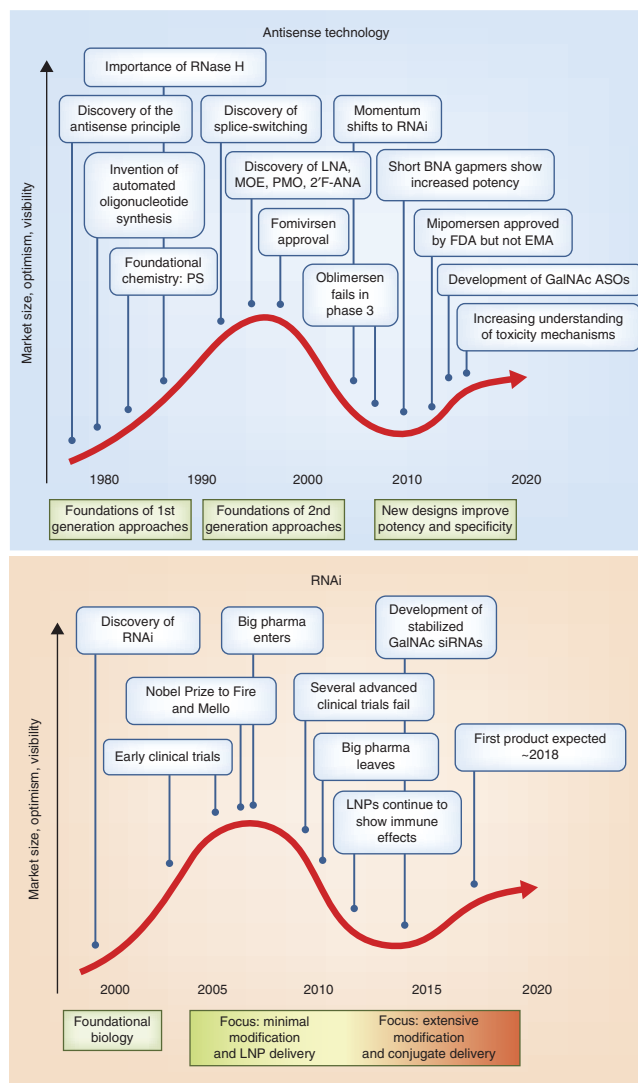 Antisense technology
Importance of RNase H
Discovery of the
antisense principle
Discovery of
splice-switching
Momentum
shifts to RNAi
Invention of
automated
oligonucleotide
synthesis
Discovery of LNA,
MOE, PMO, 2′F-ANA
Short BNA gapmers show
increased potency
Fomivirsen
approval
Mipomersen approved
by FDA but not EMA
Foundational
chemistry: PS
Oblimersen
fails in
phase 3
Development of GalNAc ASOs
Increasing understanding
of toxicity mechanisms
Market size, optimism, visibility
1980
1990
2000
2010
2020
Foundations of 1st
generation approaches
Foundations of 2nd
generation approaches
New designs improve
potency and specificity
RNAi
Discovery of
RNAi
Big pharma
enters
Development of
stabilized
GalNAc siRNAs
Nobel Prize to Fire
and Mello
Several advanced
clinical trials fail
Early clinical trials
Big pharma
leaves
First product expected
~2018
LNPs continue to
show immune
effects
Market size, optimism, visibility
2000
2005
2010
2015
2020
Foundational
biology
Focus: minimal
modification
and LNP delivery
Focus: extensive
modification
and conjugate delivery